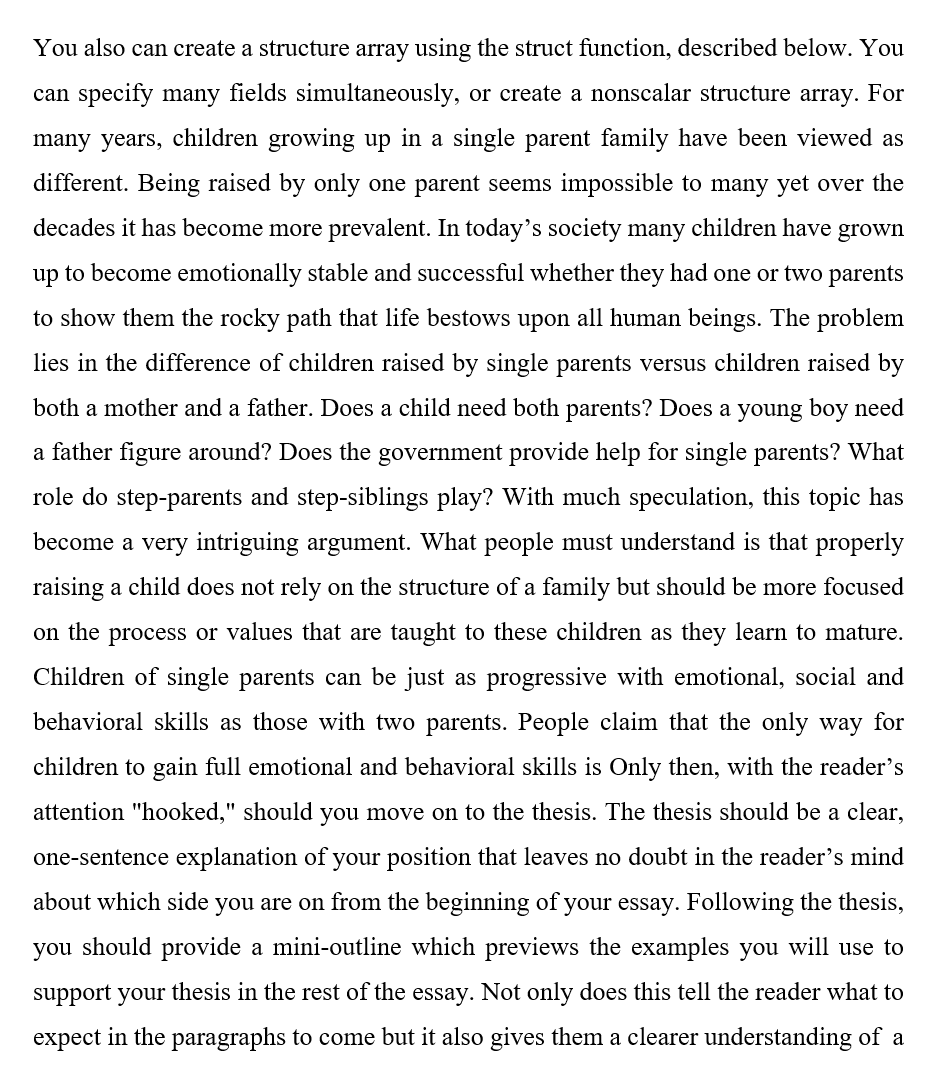 You also can create a structure array using the struct function, described below. You
can specify many fields simultaneously, or create a nonscalar structure array. For
many years, children growing up in a single parent family have been viewed as
different. Being raised by only one parent seems impossible to many yet over the
decades it has become more prevalent. In today’s society many children have grown
up to become emotionally stable and successful whether they had one or two parents
to show them the rocky path that life bestows upon all human beings. The problem
lies in the difference of children raised by single parents versus children raised by
both a mother and a father. Does a child need both parents? Does a young boy need
a father figure around? Does the government provide help for single parents? What
role do step-parents and step-siblings play? With much speculation, this topic has
become a very intriguing argument. What people must understand is that properly
raising a child does not rely on the structure of a family but should be more focused
on the process or values that are taught to these children as they learn to mature.
Children of single parents can be just as progressive with emotional, social and
behavioral skills as those with two parents. People claim that the only way for
children to gain full emotional and behavioral skills is Only then, with the reader’s
attention "hooked," should you move on to the thesis. The thesis should be a clear,
one-sentence explanation of your position that leaves no doubt in the reader’s mind
about which side you are on from the beginning of your essay. Following the thesis,
you should provide a mini-outline which previews the examples you will use to
support your thesis in the rest of the essay. Not only does this tell the reader what to
expect in the paragraphs to come but it also gives them a clearer understanding of a